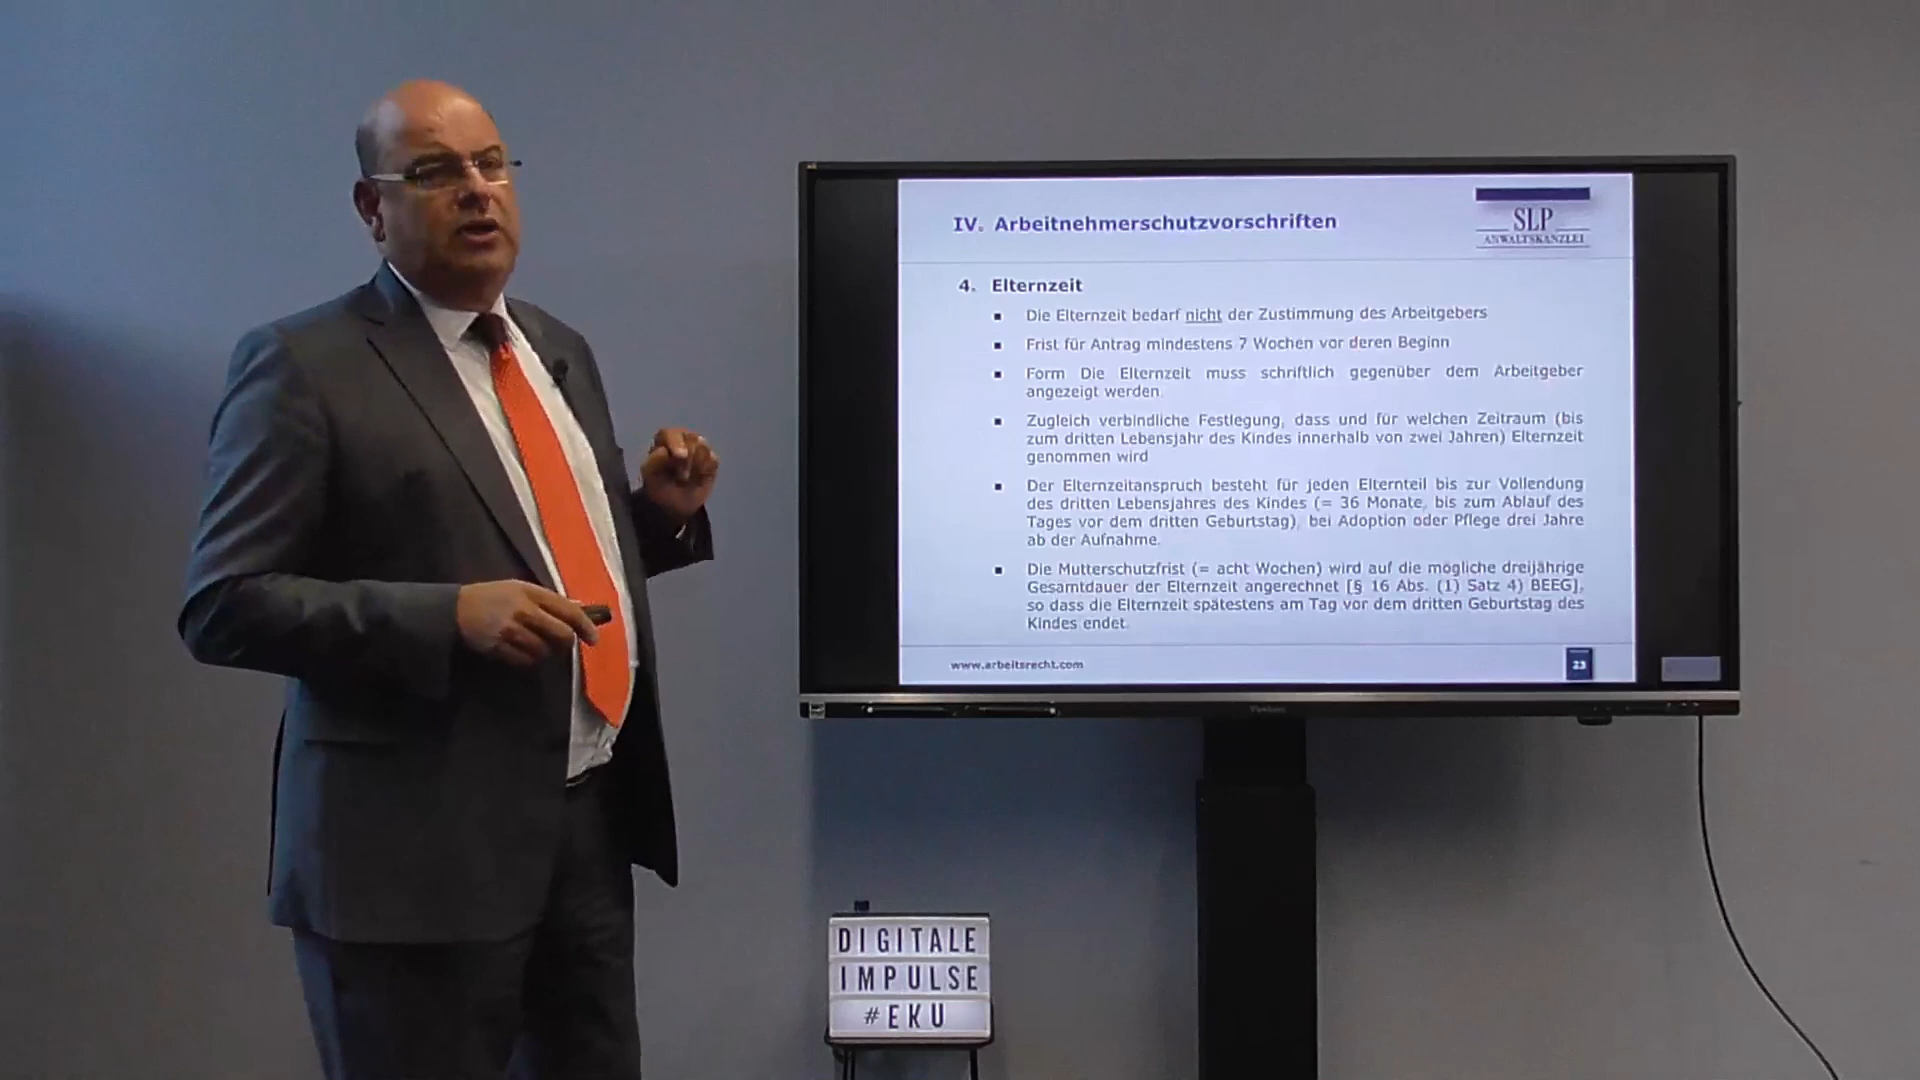 IV. Arbeitnehmerschutzvorschriften
SLP
ANWALTSKANZLEI
4. Elternzeit
▪ Die Elternzeit bedarf nicht der Zustimmung des Arbeitgebers
▪ Frist für Antrag mindestens 7 Wochen vor deren Beginn
▪ Form Die Elternzeit muss schriftlich gegenüber dem Arbeitgeber
angezeigt werden.
▪ Zugleich verbindliche Festlegung, dass und für welchen Zeitraum (bis
zum dritten Lebensjahr des Kindes innerhalb von zwei Jahren) Elternzeit
genommen wird
▪ Der Elternzeitanspruch besteht für jeden Elternteil bis zur Vollendung
des dritten Lebensjahres des Kindes (= 36 Monate, bis zum Ablauf des
Tages vor dem dritten Geburtstag), bei Adoption oder Pflege drei Jahre
ab der Aufnahme.
▪ Die Mutterschutzfrist (= acht Wochen) wird auf die mögliche dreijährige
Gesamtdauer der Elternzeit angerechnet [§ 16 Abs. (1) Satz 4) BEEG],
so dass die Elternzeit spätestens am Tag vor dem dritten Geburtstag des
Kindes endet.
www.arbeitsrecht.com
23
DIGITALE
IMPULSE
#EKU